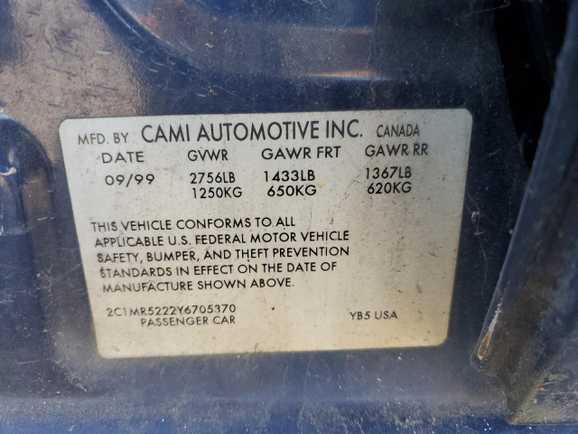 MFD. BY CAMI AUTOMOTIVE INC. CANADA
DATE GVWR GAWR FRT GAWR RR
09/99 2756LB 1433LB 1367LB
1250KG 650KG 620KG
THIS VEHICLE CONFORMS TO ALL
APPLICABLE U.S. FEDERAL MOTOR VEHICLE
SAFETY, BUMPER, AND THEFT PREVENTION
STANDARDS IN EFFECT ON THE DATE OF
MANUFACTURE SHOWN ABOVE.
2C1MR5222Y6705370 YB5 USA
PASSENGER CAR